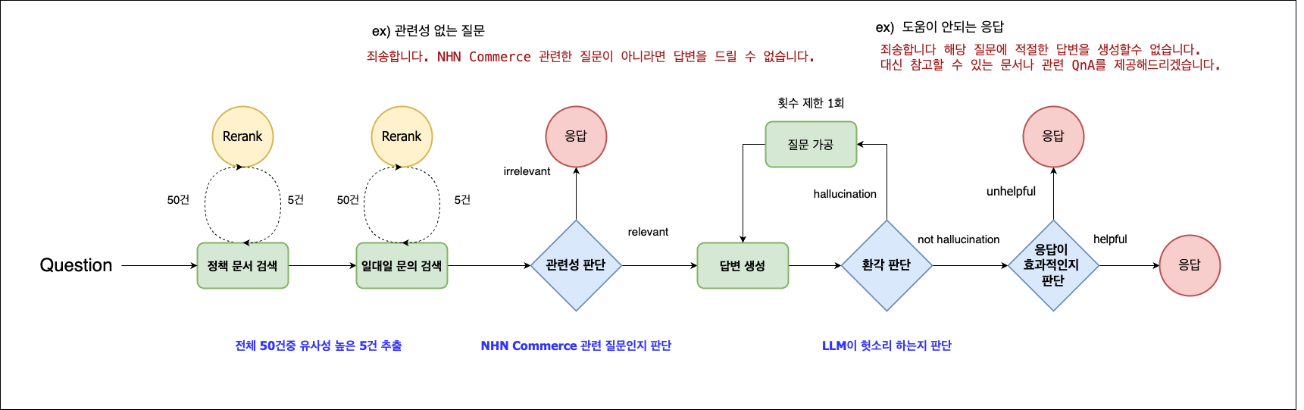 ex) 관련성 없는 질문
죄송합니다. NHN Commerce 관련한 질문이 아니라면 답변을 드릴 수 없습니다.
ex) 도움이 안되는 응답
죄송합니다 해당 질문에 적절한 답변을 생성할수 없습니다.
대신 참고할 수 있는 문서나 관련 QnA를 제공해드리겠습니다.
횟수 제한 1회
Rerank
Rerank
응답
질문 가공
응답
irrelevant
50건
5건
50건
5건
hallucination
unhelpful
relevant
not hallucination
helpful
Question
정책 문서 검색
일대일 문의 검색
관련성 판단
답변 생성
환각 판단
응답이
효과적인지
판단
응답
전체 50건중 유사성 높은 5건 추출
NHN Commerce 관련 질문인지 판단
LLM이 헛소리 하는지 판단